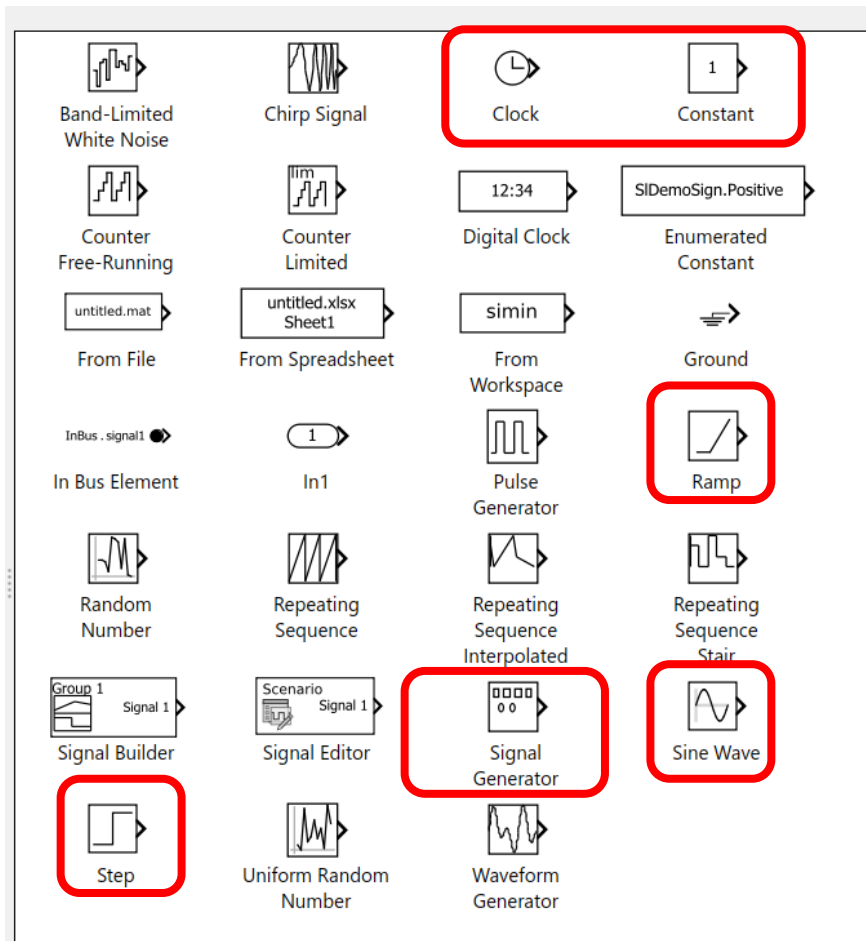 1
Band-Limited
White Noise
Chirp Signal
Clock
Constant
lim
12:34
SlDemoSign.Positive
Counter
Free-Running
Counter
Limited
Digital Clock
Enumerated
Constant
untitled.mat
untitled.xlsx
Sheet1
simin
From File
From Spreadsheet
From
Workspace
Ground
InBus . signal1
1
In Bus Element
In1
Pulse
Generator
Ramp
Random
Number
Repeating
Sequence
Repeating
Sequence
Interpolated
Repeating
Sequence
Stair
Group 1
Signal 1
Scenario
Signal 1
Signal Builder
Signal Editor
Signal
Generator
Sine Wave
Step
Uniform Random
Number
Waveform
Generator